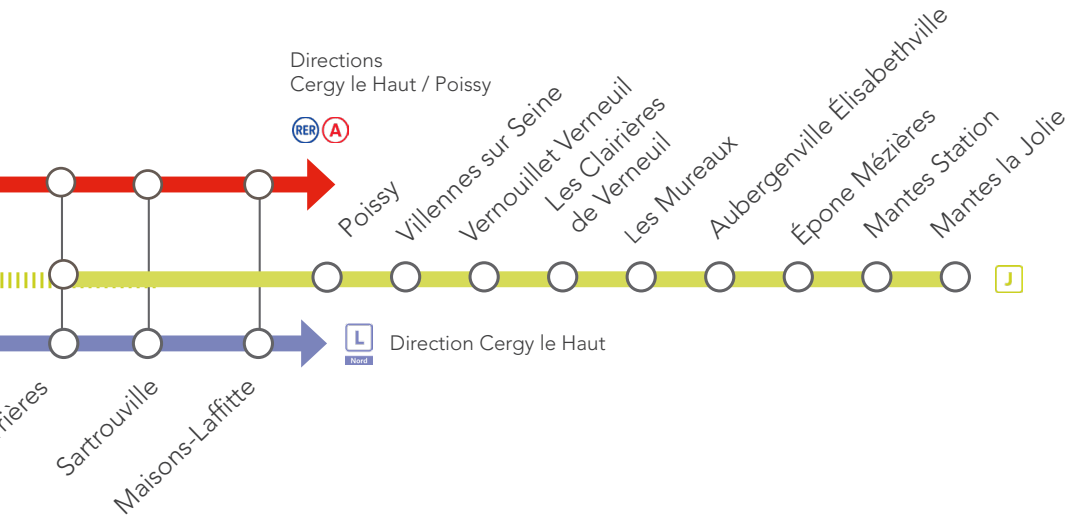 Directions
Cergy le Haut / Poissy
RER A
Poissy
Villennes sur Seine
Vernouillet Verneuil
Les Clairières
de Verneuil
Les Mureaux
Aubergenville Élisabethville
Épone Mézières
Mantes Station
Mantes la Jolie
J
L
Nord
Direction Cergy le Haut
Sartrouville
Maisons-Laffitte